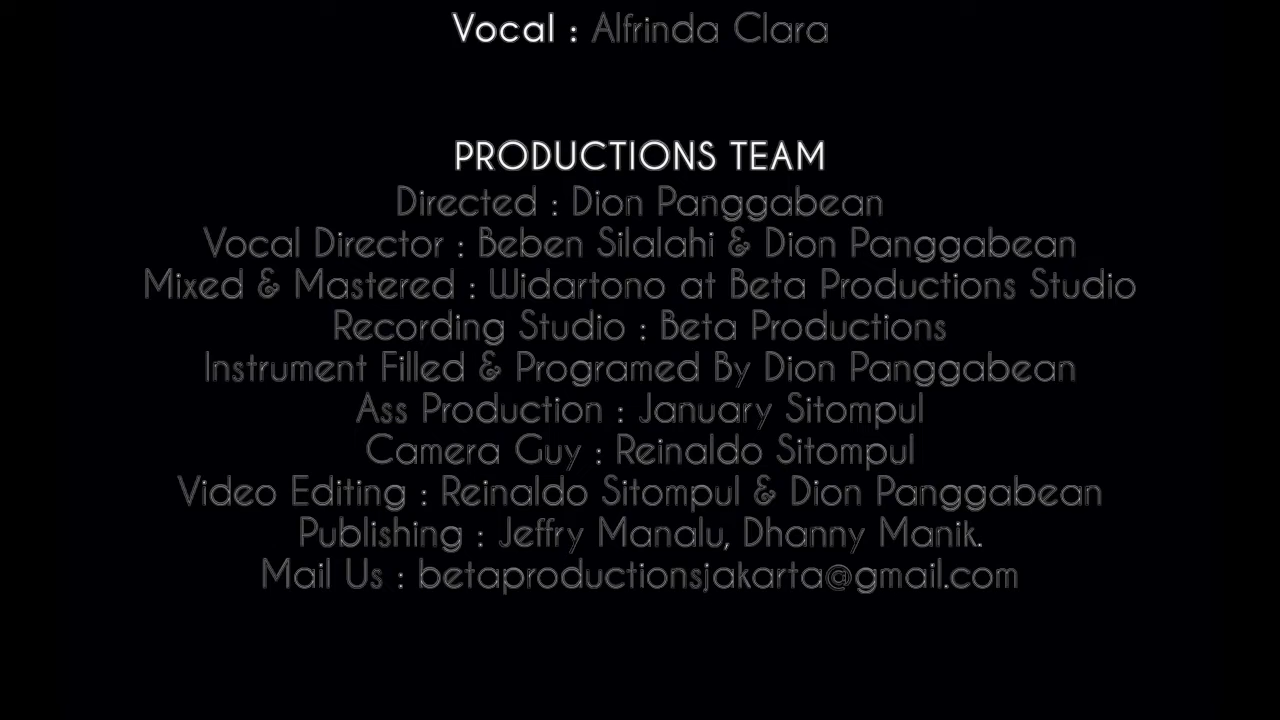 Vocal : Alfrinda Clara
PRODUCTIONS TEAM
Directed : Dion Panggabean
Vocal Director : Beben Silalahi & Dion Panggabean
Mixed & Mastered : Widartono at Beta Productions Studio
Recording Studio : Beta Productions
Instrument Filled & Programed By Dion Panggabean
Ass Production : January Sitompul
Camera Guy : Reinaldo Sitompul
Video Editing : Reinaldo Sitompul & Dion Panggabean
Publishing : Jeffry Manalu, Dhanny Manik.
Mail Us : betaproductionsjakarta@gmail.com